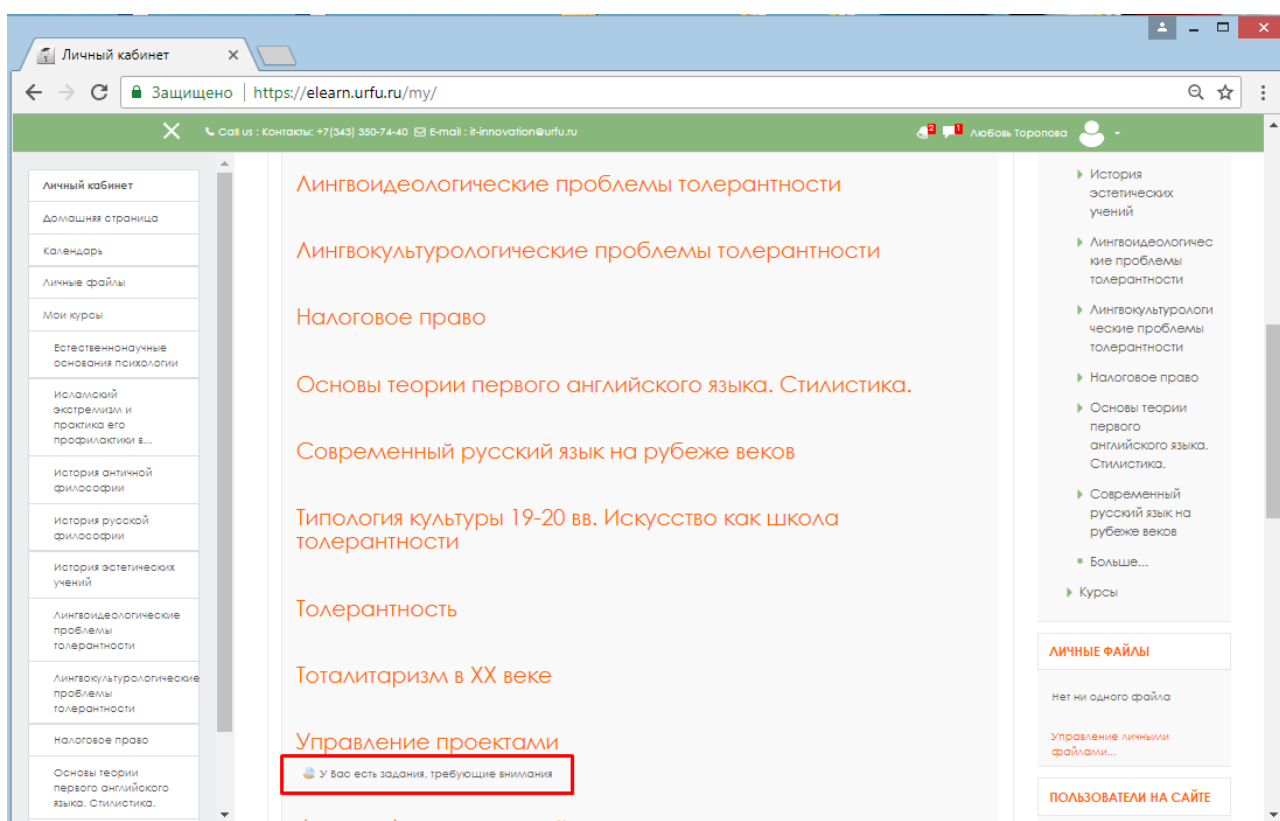 Личный кабинет
Защищено
https://elearn.urfu.ru/my/
Call us : Контакты: +7(343) 350-74-40 E-mail : it-innovation@urfu.ru
2
1
Любовь Торопова
Личный кабинет
Домашняя страница
Календарь
Личные файлы
Мои курсы
Естественнонаучные
основания психологии
Исламский
экстремизм и
практика его
профилактики в...
История античной
философии
История русской
философии
История эстетических
учений
Лингвоидеологические
проблемы
толерантности
Лингвокультурологические
проблемы
толерантности
Налоговое право
Основы теории
первого английского
языка. Стилистика.
Лингвоидеологические проблемы толерантности
Лингвокультурологические проблемы толерантности
Налоговое право
Основы теории первого английского языка. Стилистика.
Современный русский язык на рубеже веков
Типология культуры 19-20 вв. Искусство как школа
толерантности
Толерантность
Тоталитаризм в XX веке
Управление проектами
У Вас есть задания, требующие внимания
История
эстетических
учений
Лингвоидеологичес
кие проблемы
толерантности
Лингвокультурологи
ческие проблемы
толерантности
Налоговое право
Основы теории
первого
английского языка.
Стилистика.
Современный
русский язык на
рубеже веков
Больше...
Курсы
ЛИЧНЫЕ ФАЙЛЫ
Нет ни одного файла
Управление личными
файлами...
ПОЛЬЗОВАТЕЛИ НА САЙТЕ